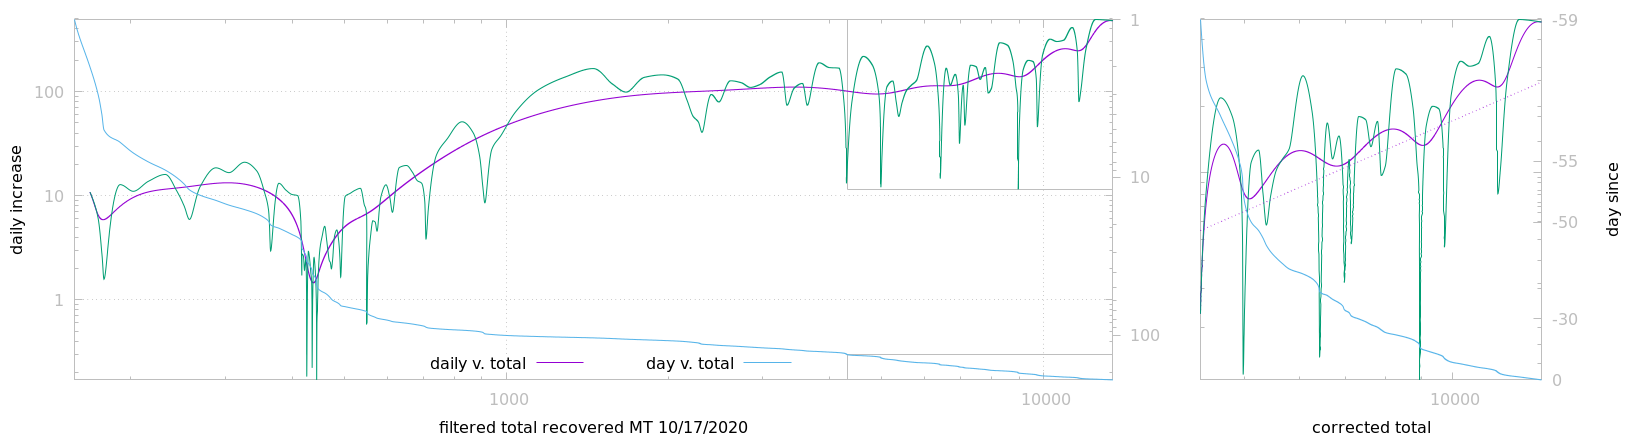 daily increase
100
10
1
1000
10000
1
10
100
daily v. total
day v. total
filtered total recovered MT 10/17/2020
10000
corrected total
-59
-55
-50
-30
0
day since